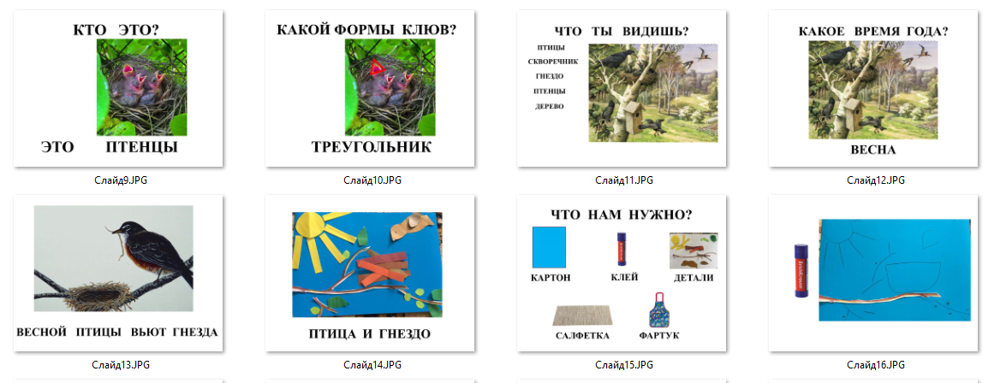 КТО ЭТО?
ЭТО ПТЕНЦЫ
Слайд9.JPG
КАКОЙ ФОРМЫ КЛЮВ?
ТРЕУГОЛЬНИК
Слайд10.JPG
ЧТО ТЫ ВИДИШЬ?
ПТИЦЫ
СКВОРЕЧНИК
ГНЕЗДО
ПТЕНЦЫ
ДЕРЕВО
Слайд11.JPG
КАКОЕ ВРЕМЯ ГОДА?
ВЕСНА
Слайд12.JPG
ВЕСНОЙ ПТИЦЫ ВЬЮТ ГНЕЗДА
Слайд13.JPG
ПТИЦА И ГНЕЗДО
Слайд14.JPG
ЧТО НАМ НУЖНО?
КАРТОН
КЛЕЙ
ДЕТАЛИ
САЛФЕТКА
ФАРТУК
Слайд15.JPG
Слайд16.JPG